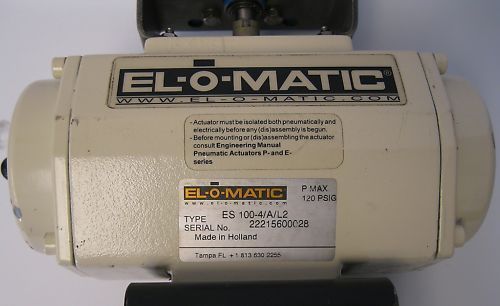 EL-O-MATIC®
WWW.EL-O-MATIC.COM
- Actuator must be isolated both pneumatically and
electrically before any (dis)assembly is begun.
- Before mounting or (dis)assembling the actuator
consult Engineering Manual
Pneumatic Actuators P- and E-
series
EL-O-MATIC
www.el-o-matic.com
P MAX
120 PSIG
TYPE ES 100-4/A/L2
SERIAL No. 22215600028
Made in Holland
Tampa FL +1 813 630 2255